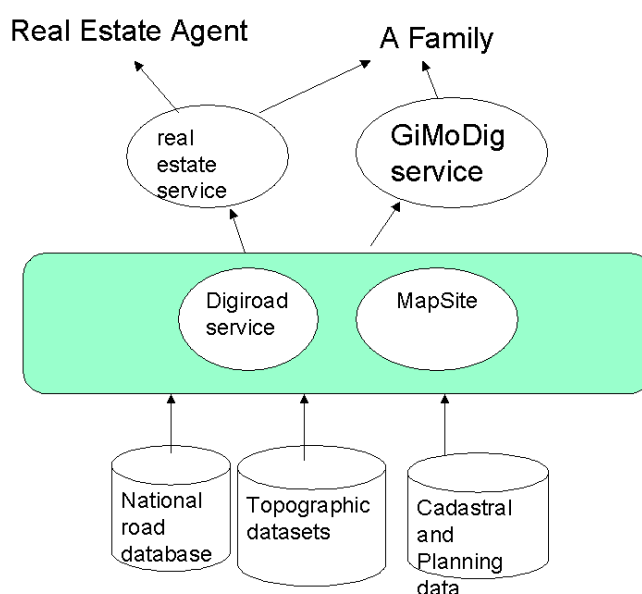 Real Estate Agent
A Family
real
estate
service
GiMoDig
service
Digiroad
service
MapSite
National
road
database
Topographic
datasets
Cadastral
and
Planning
data